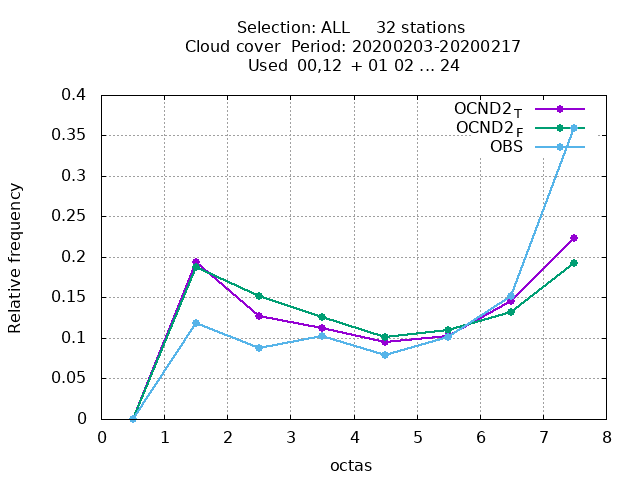 Selection: ALL 32 stations
Cloud cover Period: 20200203-20200217
Used 00,12 + 01 02 ... 24
OCND2T
OCND2F
OBS
0.4
0.35
0.3
0.25
0.2
0.15
0.1
0.05
0
Relative frequency
0 1 2 3 4 5 6 7 8
octas